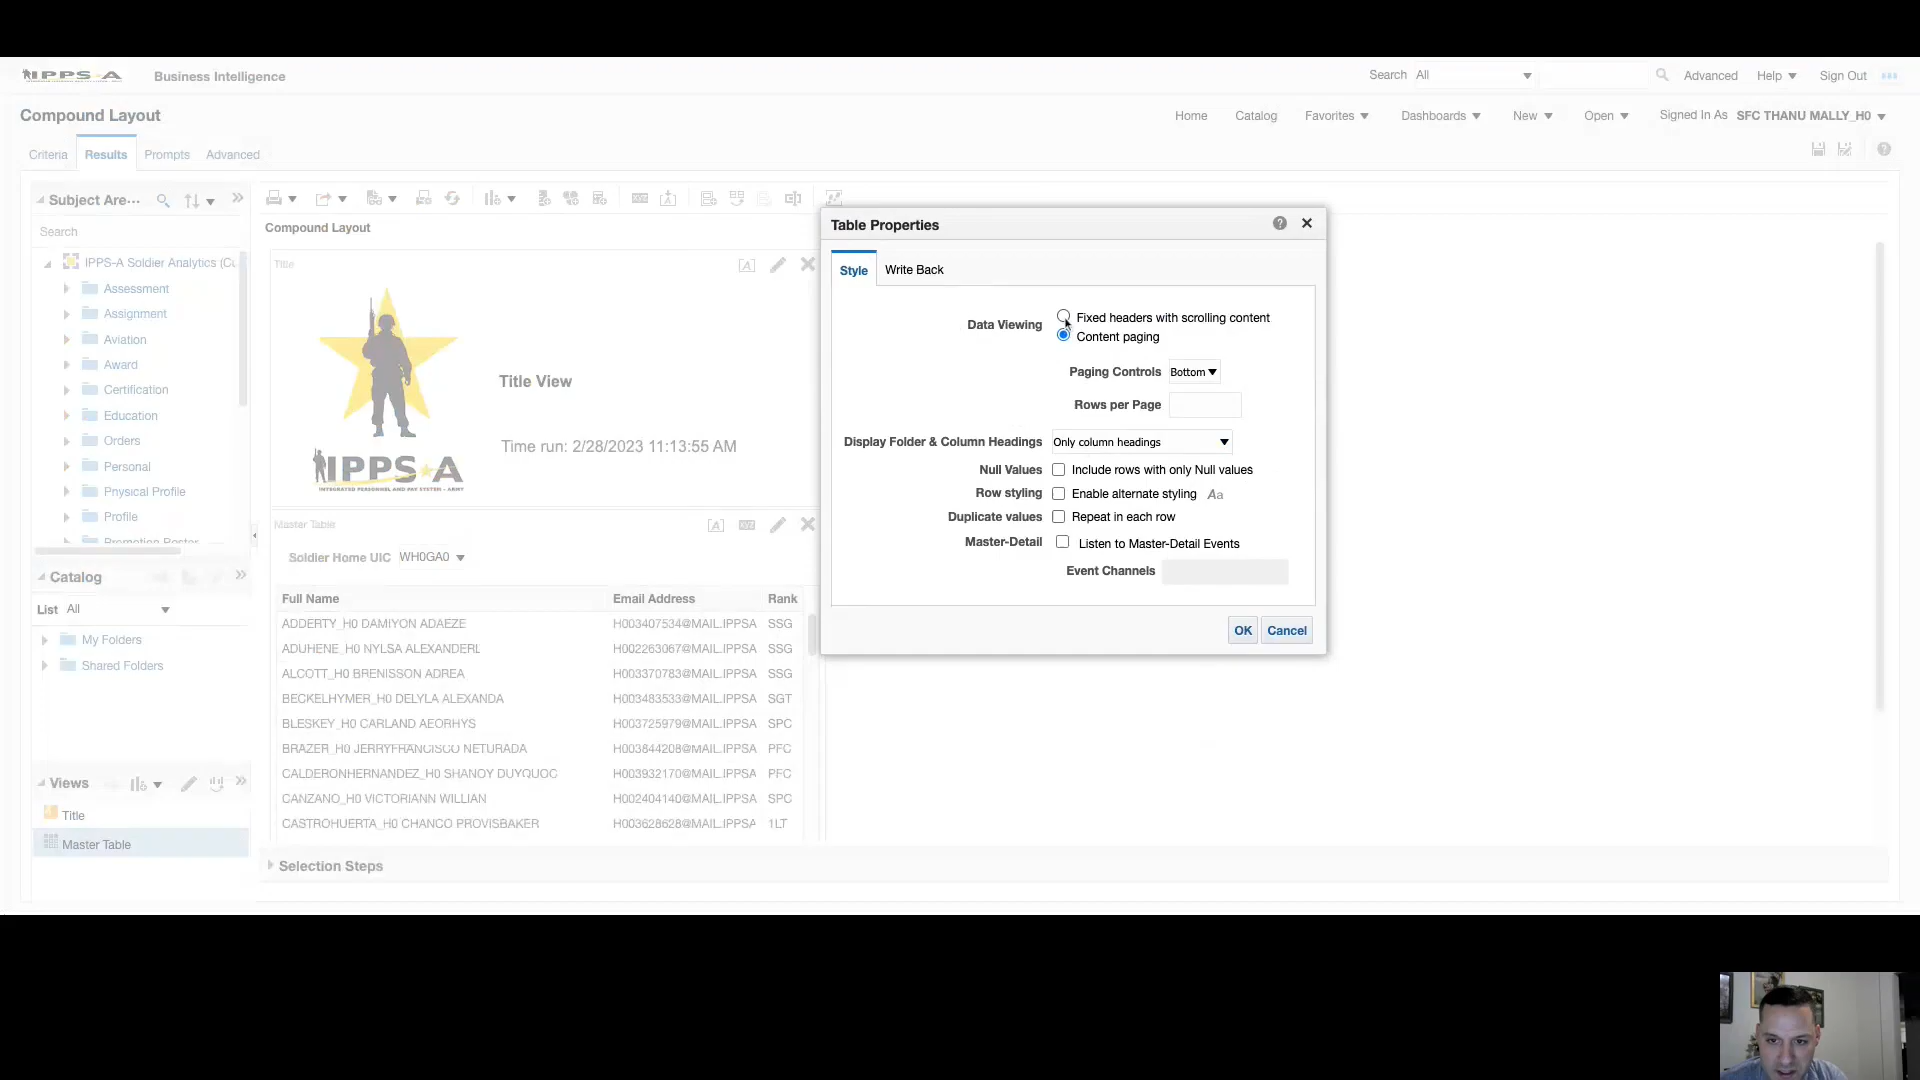 IPPS-A Business Intelligence Search All Advanced Help Sign Out
Compound Layout Home Catalog Favorites Dashboards New Open Signed In As SFC THANU MALLY_H0
Criteria Results Prompts Advanced
Subject Are...
Search
IPPS-A Soldier Analytics (Cu
Assessment
Assignment
Aviation
Award
Certification
Education
Orders
Personal
Physical Profile
Profile
Promotion Roster
Catalog
List All
My Folders
Shared Folders
Views
Title
Master Table
Compound Layout
Title
IPPS-A
INTEGRATED PERSONNEL AND PAY SYSTEM - ARMY
Title View
Time run: 2/28/2023 11:13:55 AM
Master Table
Soldier Home UIC WH0GA0
Full Name Email Address Rank
ADDERTY_H0 DAMIYON ADAEZE H003407534@MAIL.IPPSA SSG
ADUHENE_H0 NYLSA ALEXANDERL H002263067@MAIL.IPPSA SSG
ALCOTT_H0 BRENISSON ADREA H003370783@MAIL.IPPSA SSG
BECKELHYMER_H0 DELYLA ALEXANDA H003483533@MAIL.IPPSA SGT
BLESKEY_H0 CARLAND AEORHYS H003725979@MAIL.IPPSA SPC
BRAZER_H0 JERRYFRANCISCO NETURADA H003844208@MAIL.IPPSA PFC
CALDERONHERNANDEZ_H0 SHANOY DUYQUOC H003932170@MAIL.IPPSA PFC
CANZANO_H0 VICTORIANN WILLIAN H002404140@MAIL.IPPSA SPC
CASTROHUERTA_H0 CHANCO PROVISBAKER H003628628@MAIL.IPPSA 1LT
Selection Steps
Table Properties
Style Write Back
Data Viewing Fixed headers with scrolling content
Content paging
Paging Controls Bottom
Rows per Page
Display Folder & Column Headings Only column headings
Null Values Include rows with only Null values
Row styling Enable alternate styling Aa
Duplicate values Repeat in each row
Master-Detail Listen to Master-Detail Events
Event Channels
OK Cancel